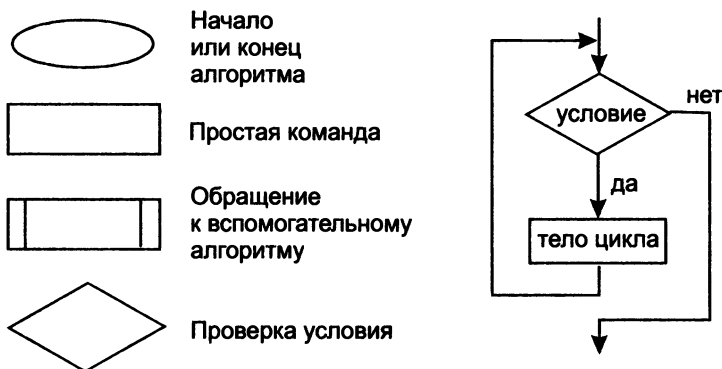 Начало
или конец
алгоритма
Простая команда
Обращение
к вспомогательному
алгоритму
Проверка условия
условие
нет
да
тело цикла